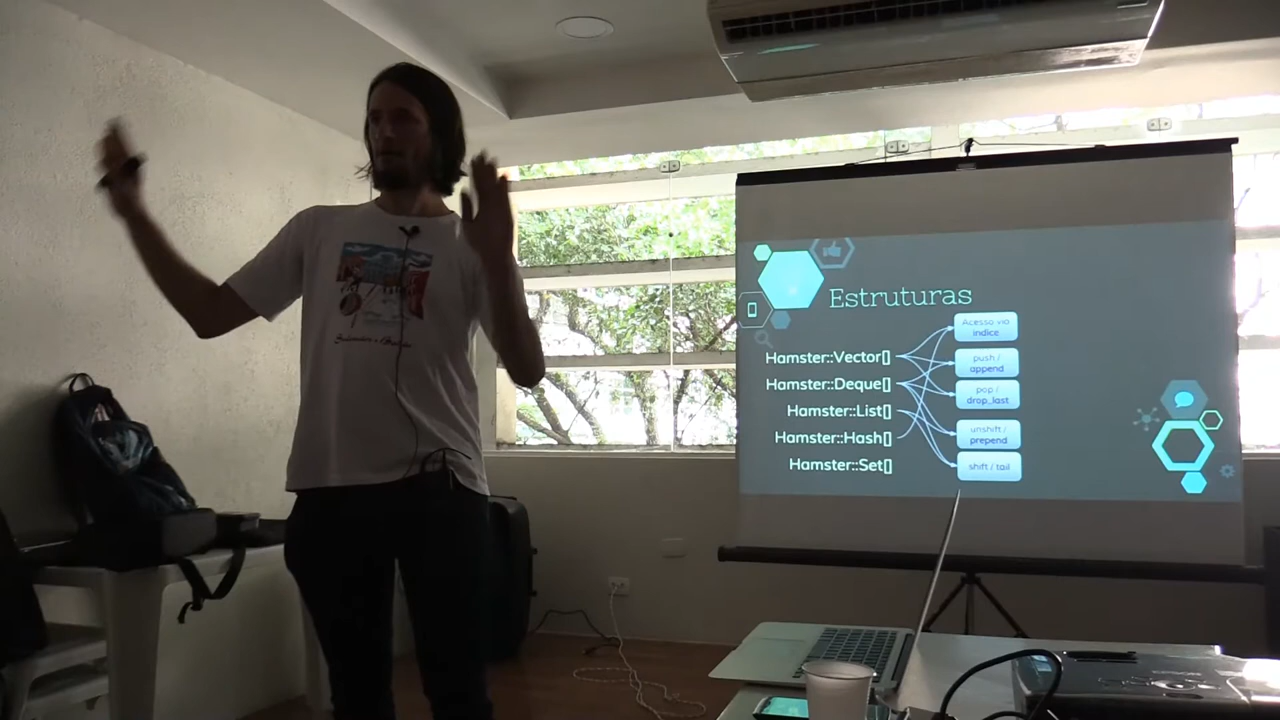 Estruturas
Hamster::Vector[]
Hamster::Deque[]
Hamster::List[]
Hamster::Hash[]
Hamster::Set[]
Acesso via
indice
push /
append
pop /
drop_last
unshift /
prepend
shift / tail